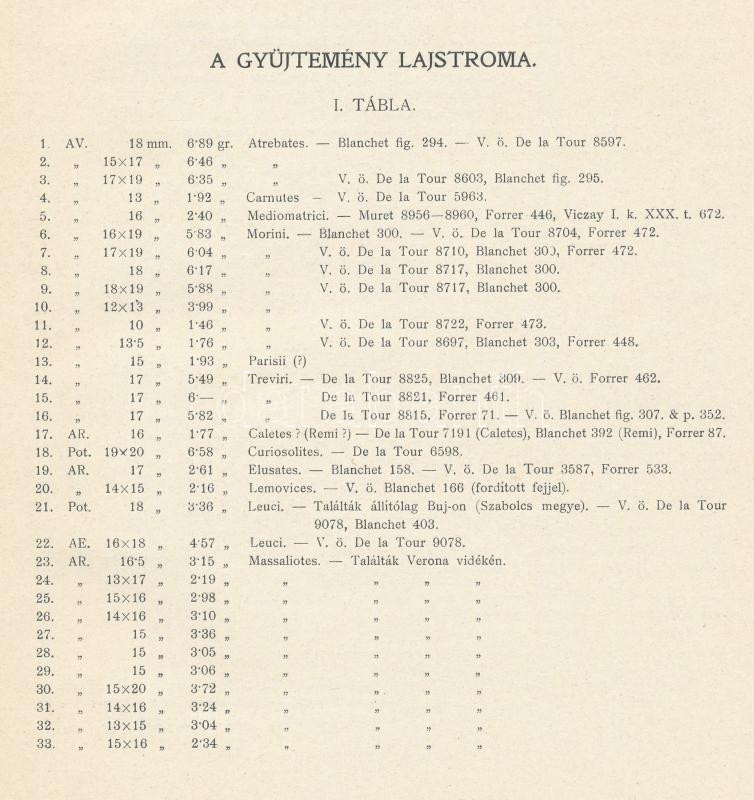 A GYÜJTEMÉNY LAJSTROMA.
I. TÁBLA.
1. AV. 18 mm. 6·89 gr. Atrebates. — Blanchet fig. 294. — V. ö. De la Tour 8597.
2. „ 15×17 „ 6·46 „ „
3. „ 17×19 „ 6·35 „ „ V. ö. De la Tour 8603, Blanchet fig. 295.
4. „ 13 „ 1·92 „ Carnutes — V. ö. De la Tour 5963.
5. „ 16 „ 2·40 „ Mediomatrici. — Muret 8956—8960, Forrer 446, Viczay I. k. XXX. t. 672.
6. „ 16×19 „ 5·83 „ Morini. — Blanchet 300. — V. ö. De la Tour 8704, Forrer 472.
7. „ 17×19 „ 6·04 „ „ V. ö. De la Tour 8710, Blanchet 300, Forrer 472.
8. „ 18 „ 6·17 „ „ V. ö. De la Tour 8717, Blanchet 300.
9. „ 18×19 „ 5·88 „ „ V. ö. De la Tour 8717, Blanchet 300.
10. „ 12×13 „ 3·99 „ „
11. „ 10 „ 1·46 „ „ V. ö. De la Tour 8722, Forrer 473.
12. „ 13·5 „ 1·76 „ „ V. ö. De la Tour 8697, Blanchet 303, Forrer 448.
13. „ 15 „ 1·93 „ Parisii (?)
14. „ 17 „ 5·49 „ Treviri. — De la Tour 8825, Blanchet 309. — V. ö. Forrer 462.
15. „ 17 „ 6·— „ „ De la Tour 8821, Forrer 461.
16. „ 17 „ 5·82 „ „ De la Tour 8815, Forrer 71. — V. ö. Blanchet fig. 307. & p. 352.
17. AR. 16 „ 1·77 „ Caletes ? (Remi ?) — De la Tour 7191 (Caletes), Blanchet 392 (Remi), Forrer 87.
18. Pot. 19×20 „ 6·58 „ Curiosolites. — De la Tour 6598.
19. AR. 17 „ 2·61 „ Elusates. — Blanchet 158. — V. ö. De la Tour 3587, Forrer 533.
20. „ 14×15 „ 2·16 „ Lemovices. — V. ö. Blanchet 166 (fordított fejjel).
21. Pot. 18 „ 3·36 „ Leuci. — Találták állítólag Buj-on (Szabolcs megye). — V. ö. De la Tour
9078, Blanchet 403.
22. AE. 16×18 „ 4·57 „ Leuci. — V. ö. De la Tour 9078.
23. AR. 16·5 „ 3·15 „ Massaliotes. — Találták Verona vidékén.
24. „ 13×17 „ 2·19 „ „ „ „ „
25. „ 15×16 „ 2·98 „ „ „ „ „
26. „ 14×16 „ 3·10 „ „ „ „ „
27. „ 15 „ 3·36 „ „ „ „ „
28. „ 15 „ 3·05 „ „ „ „ „
29. „ 15 „ 3·06 „ „ „ „ „
30. „ 15×20 „ 3·72 „ „ „ „ „
31. „ 14×16 „ 3·24 „ „ „ „ „
32. „ 13×15 „ 3·04 „ „ „ „ „
33. „ 15×16 „ 2·34 „ „ „ „ „